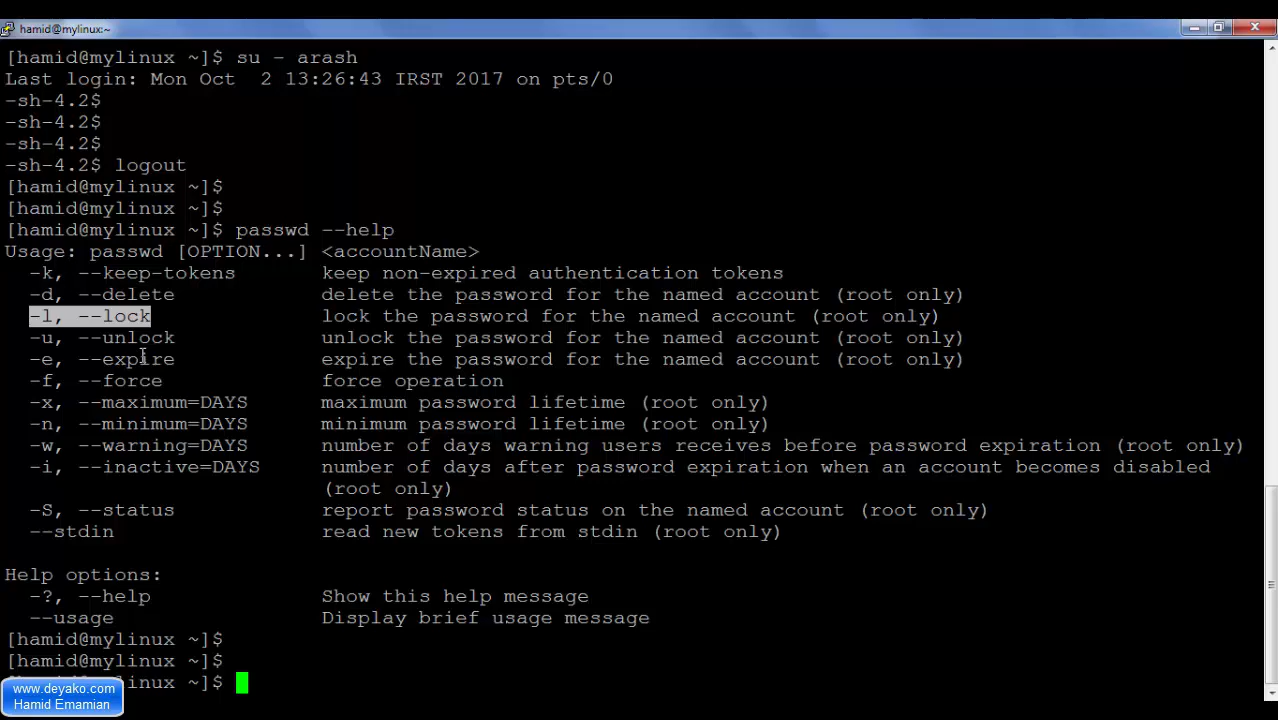 hamid@mylinux:~
[hamid@mylinux ~]$ su - arash
Last login: Mon Oct  2 13:26:43 IRST 2017 on pts/0
-sh-4.2$
-sh-4.2$
-sh-4.2$
-sh-4.2$ logout
[hamid@mylinux ~]$
[hamid@mylinux ~]$
[hamid@mylinux ~]$ passwd --help
Usage: passwd [OPTION...] <accountName>
-k, --keep-tokens       keep non-expired authentication tokens
-d, --delete            delete the password for the named account (root only)
-l, --lock              lock the password for the named account (root only)
-u, --unlock            unlock the password for the named account (root only)
-e, --expire            expire the password for the named account (root only)
-f, --force             force operation
-x, --maximum=DAYS      maximum password lifetime (root only)
-n, --minimum=DAYS      minimum password lifetime (root only)
-w, --warning=DAYS      number of days warning users receives before password expiration (root only)
-i, --inactive=DAYS     number of days after password expiration when an account becomes disabled
(root only)
-S, --status            report password status on the named account (root only)
--stdin                 read new tokens from stdin (root only)
Help options:
-?, --help              Show this help message
--usage                 Display brief usage message
[hamid@mylinux ~]$
[hamid@mylinux ~]$
linux ~]$
www.deyako.com
Hamid Emamian